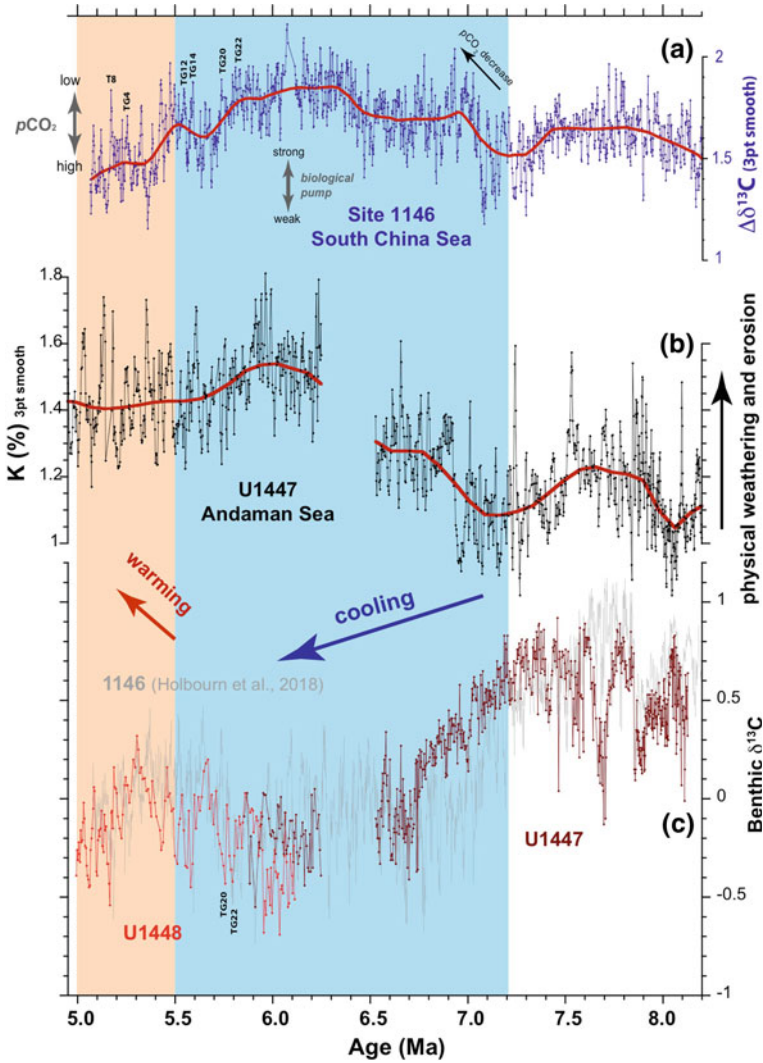 (a)
2
1.5
1
Δδ¹³C (3pt smooth)
low
pCO₂
high
T8
TG4
TG12
TG14
TG20
TG22
pCO₂ decrease
strong
biological
pump
weak
Site 1146
South China Sea
(b)
1.8
1.6
1.4
1.2
1
K (%) 3pt smooth
U1447
Andaman Sea
physical weathering and erosion
warming
cooling
1146 (Holbourn et al., 2018)
1
0.5
0
-0.5
-1
Benthic δ¹³C
(c)
U1447
TG20
TG22
U1448
5.0 5.5 6.0 6.5 7.0 7.5 8.0
Age (Ma)